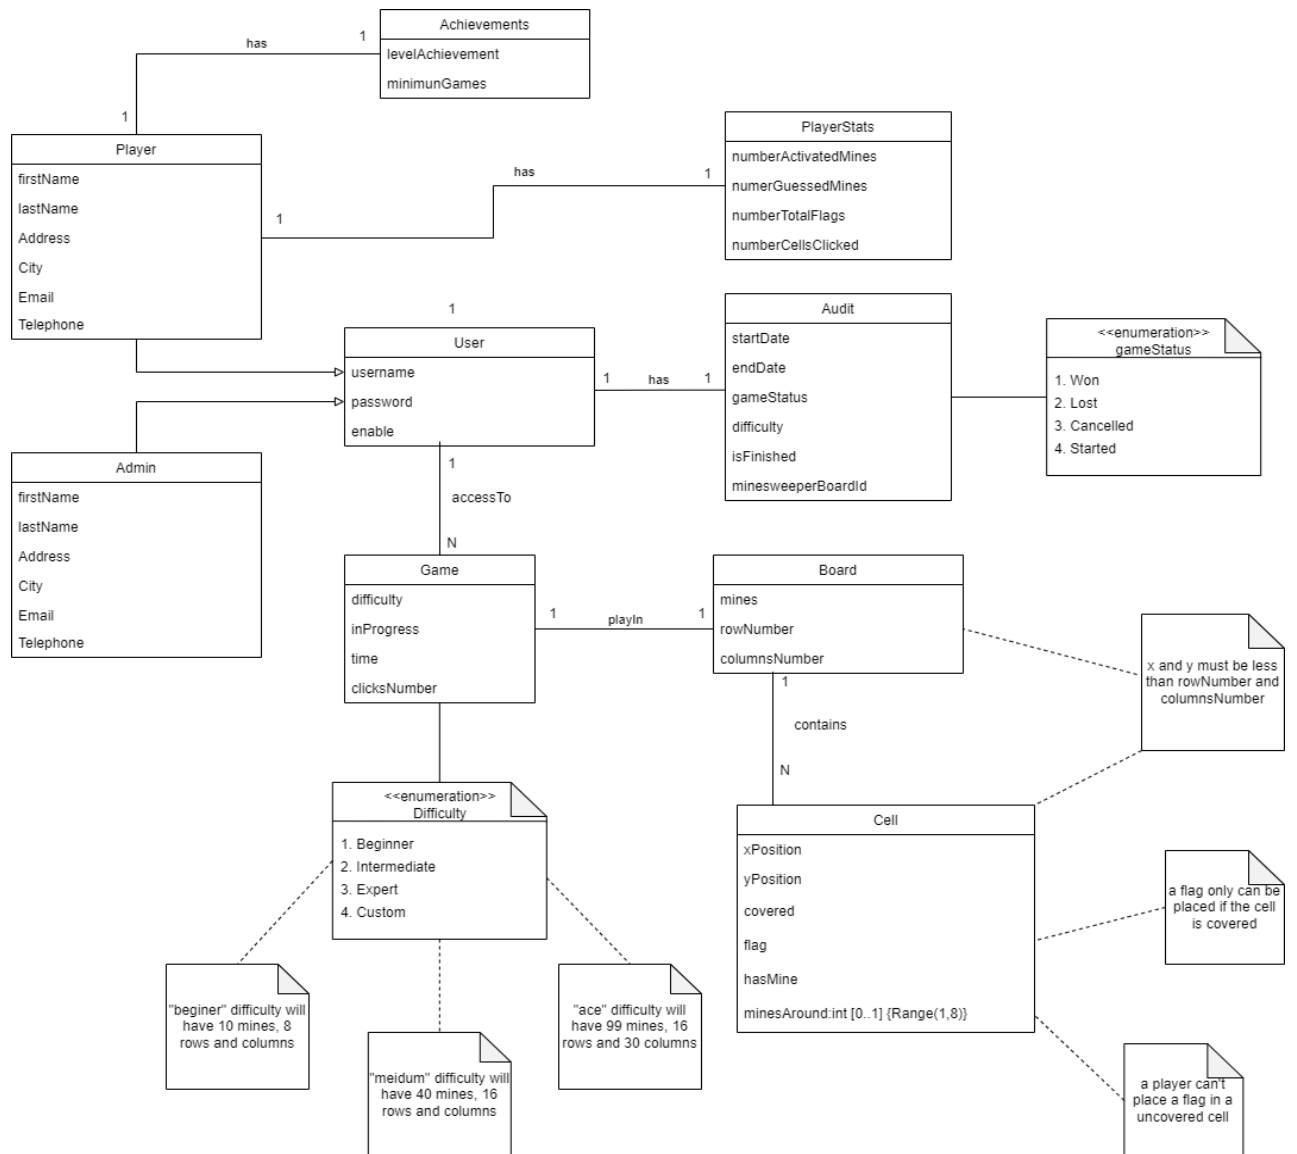 Achievements
levelAchievement
minimunGames
has
1
1
Player
firstName
lastName
Address
City
Email
Telephone
PlayerStats
numberActivatedMines
numerGuessedMines
numberTotalFlags
numberCellsClicked
has
1
1
1
User
username
password
enable
1
has
1
Audit
startDate
endDate
gameStatus
difficulty
isFinished
minesweeperBoardId
<<enumeration>>
gameStatus
1. Won
2. Lost
3. Cancelled
4. Started
Admin
firstName
lastName
Address
City
Email
Telephone
1
accessTo
N
Game
difficulty
inProgress
time
clicksNumber
1
playIn
1
Board
mines
rowNumber
columnsNumber
x and y must be less
than rowNumber and
columnsNumber
1
contains
N
<<enumeration>>
Difficulty
1. Beginner
2. Intermediate
3. Expert
4. Custom
Cell
xPosition
yPosition
covered
flag
hasMine
minesAround:int [0..1] {Range(1,8)}
a flag only can be
placed if the cell
is covered
"beginer" difficulty will
have 10 mines, 8
rows and columns
"meidum" difficulty will
have 40 mines, 16
rows and columns
"ace" difficulty will
have 99 mines, 16
rows and 30 columns
a player can't
place a flag in a
uncovered cell